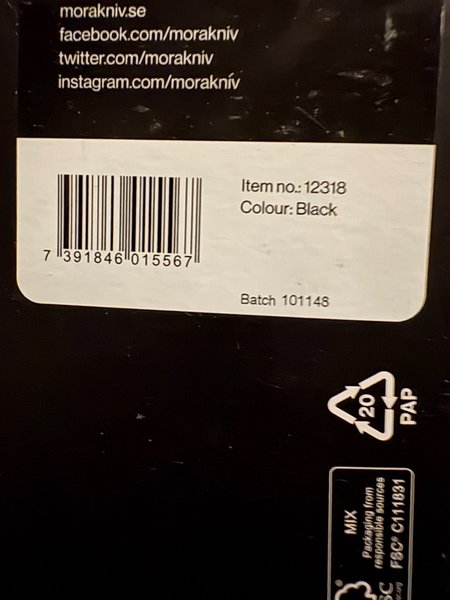 morakniv.se
facebook.com/morakniv
twitter.com/morakniv
instagram.com/morakniv
Item no.: 12318
Colour: Black
7 391846 015567
Batch 101148
20
PAP
MIX
Packaging from
responsible sources
FSC® C111831